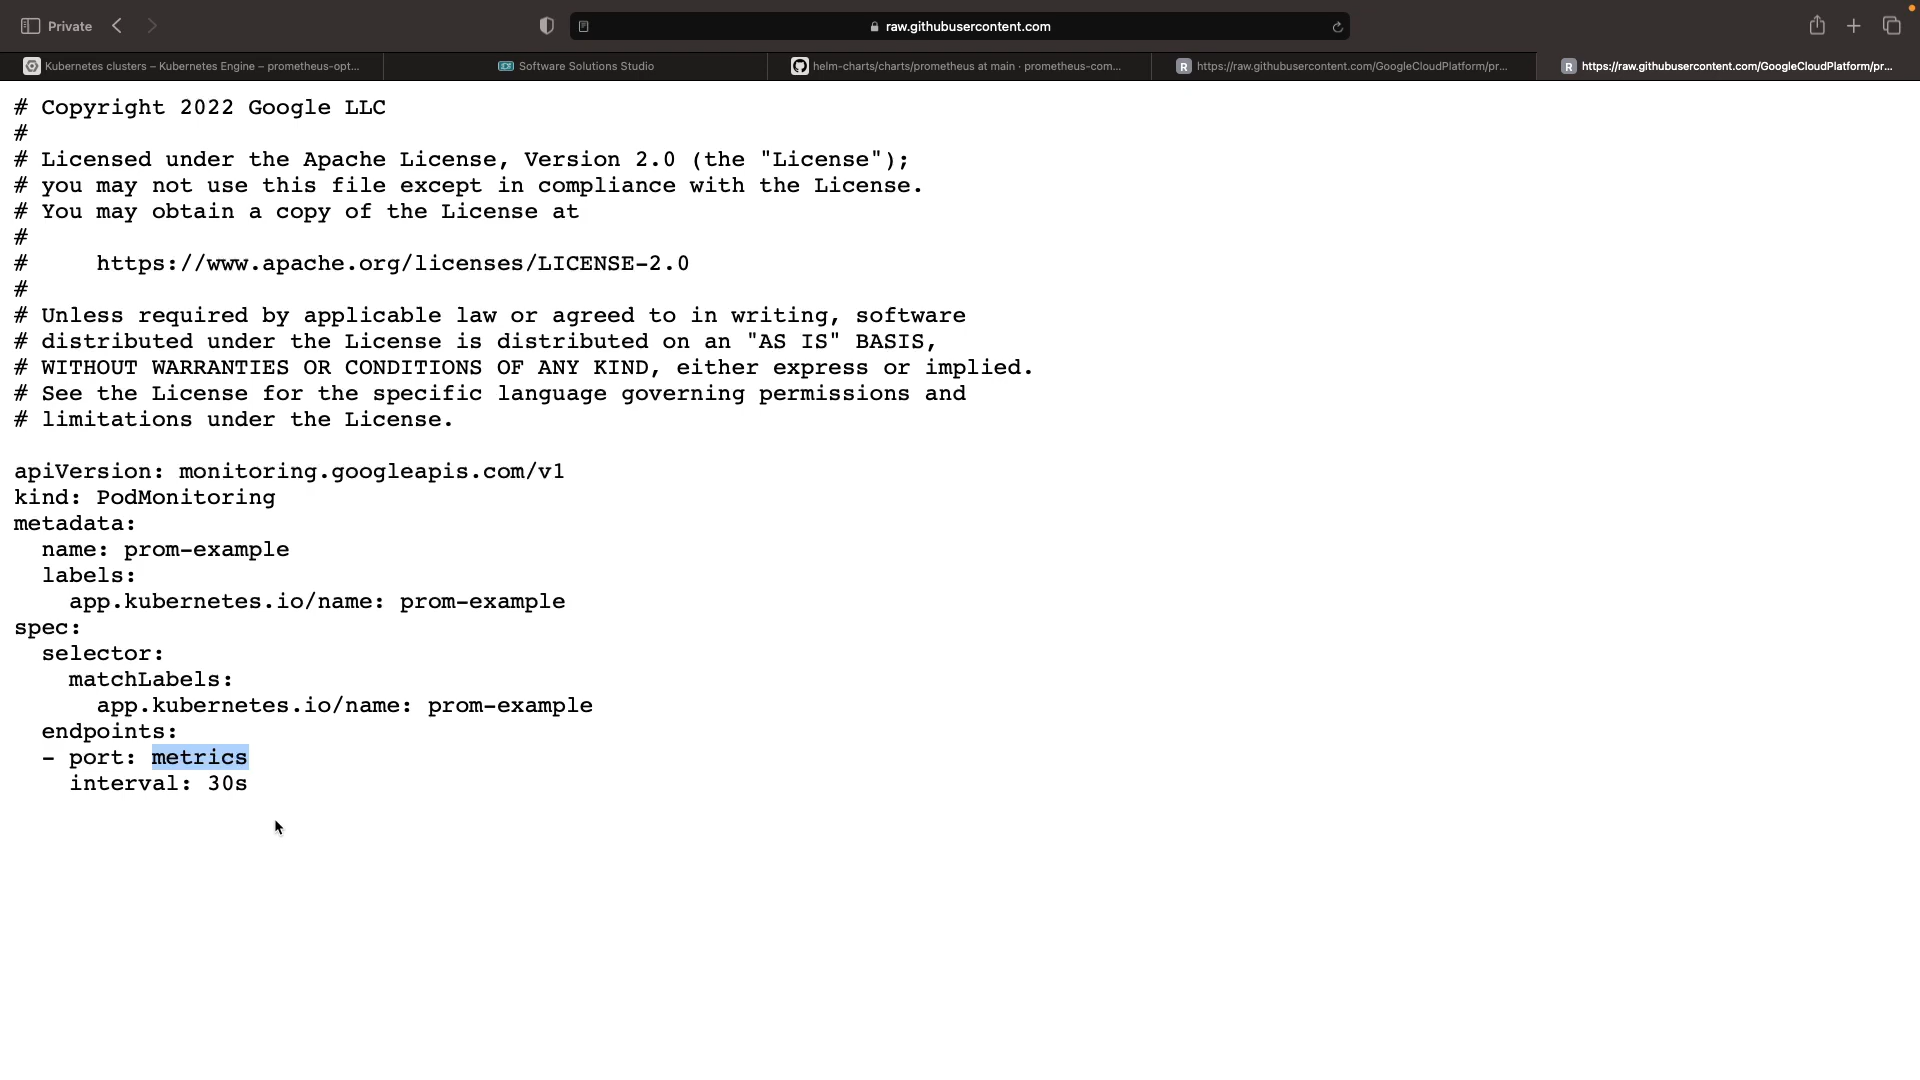 Private
raw.githubusercontent.com
Kubernetes clusters – Kubernetes Engine – prometheus-opt...
Software Solutions Studio
helm-charts/charts/prometheus at main · prometheus-com...
R https://raw.githubusercontent.com/GoogleCloudPlatform/pr...
R https://raw.githubusercontent.com/GoogleCloudPlatform/pr...
# Copyright 2022 Google LLC
#
# Licensed under the Apache License, Version 2.0 (the "License");
# you may not use this file except in compliance with the License.
# You may obtain a copy of the License at
#
#     https://www.apache.org/licenses/LICENSE-2.0
#
# Unless required by applicable law or agreed to in writing, software
# distributed under the License is distributed on an "AS IS" BASIS,
# WITHOUT WARRANTIES OR CONDITIONS OF ANY KIND, either express or implied.
# See the License for the specific language governing permissions and
# limitations under the License.
apiVersion: monitoring.googleapis.com/v1
kind: PodMonitoring
metadata:
  name: prom-example
  labels:
    app.kubernetes.io/name: prom-example
spec:
  selector:
    matchLabels:
      app.kubernetes.io/name: prom-example
  endpoints:
  - port: metrics
    interval: 30s